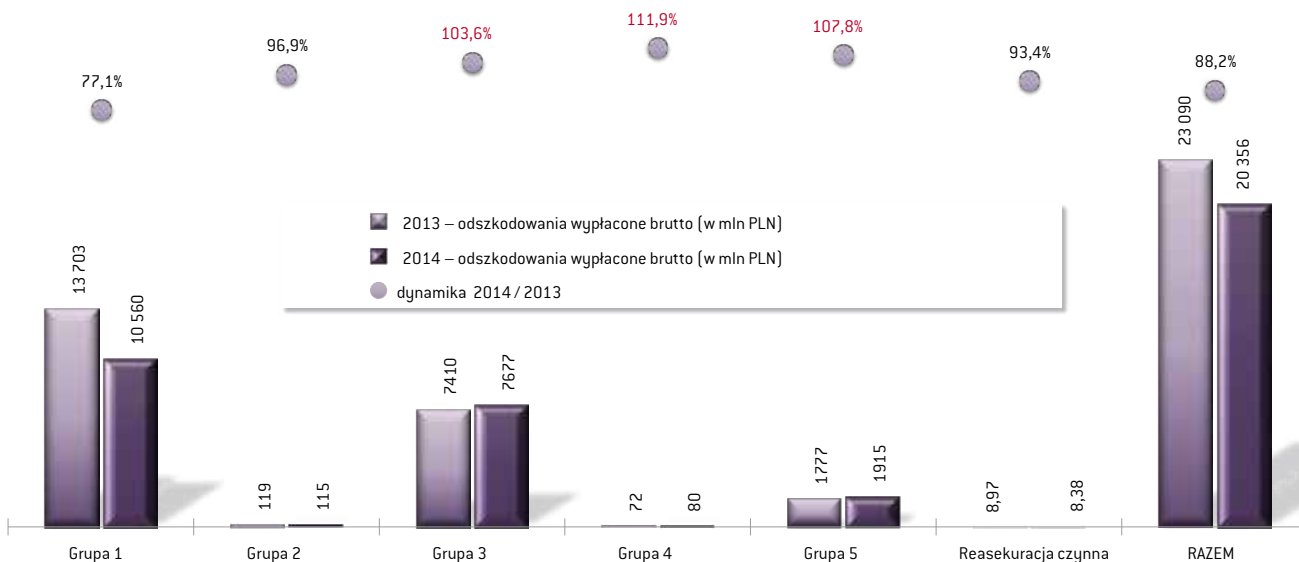 77,1%
96,9%
103,6%
111,9%
107,8%
93,4%
88,2%
2013 – odszkodowania wypłacone brutto (w mln PLN)
2014 – odszkodowania wypłacone brutto (w mln PLN)
dynamika 2014 / 2013
13 703
10 560
119
115
7410
7677
72
80
1777
1915
8,97
8,38
23 090
20 356
Grupa 1
Grupa 2
Grupa 3
Grupa 4
Grupa 5
Reasekuracja czynna
RAZEM